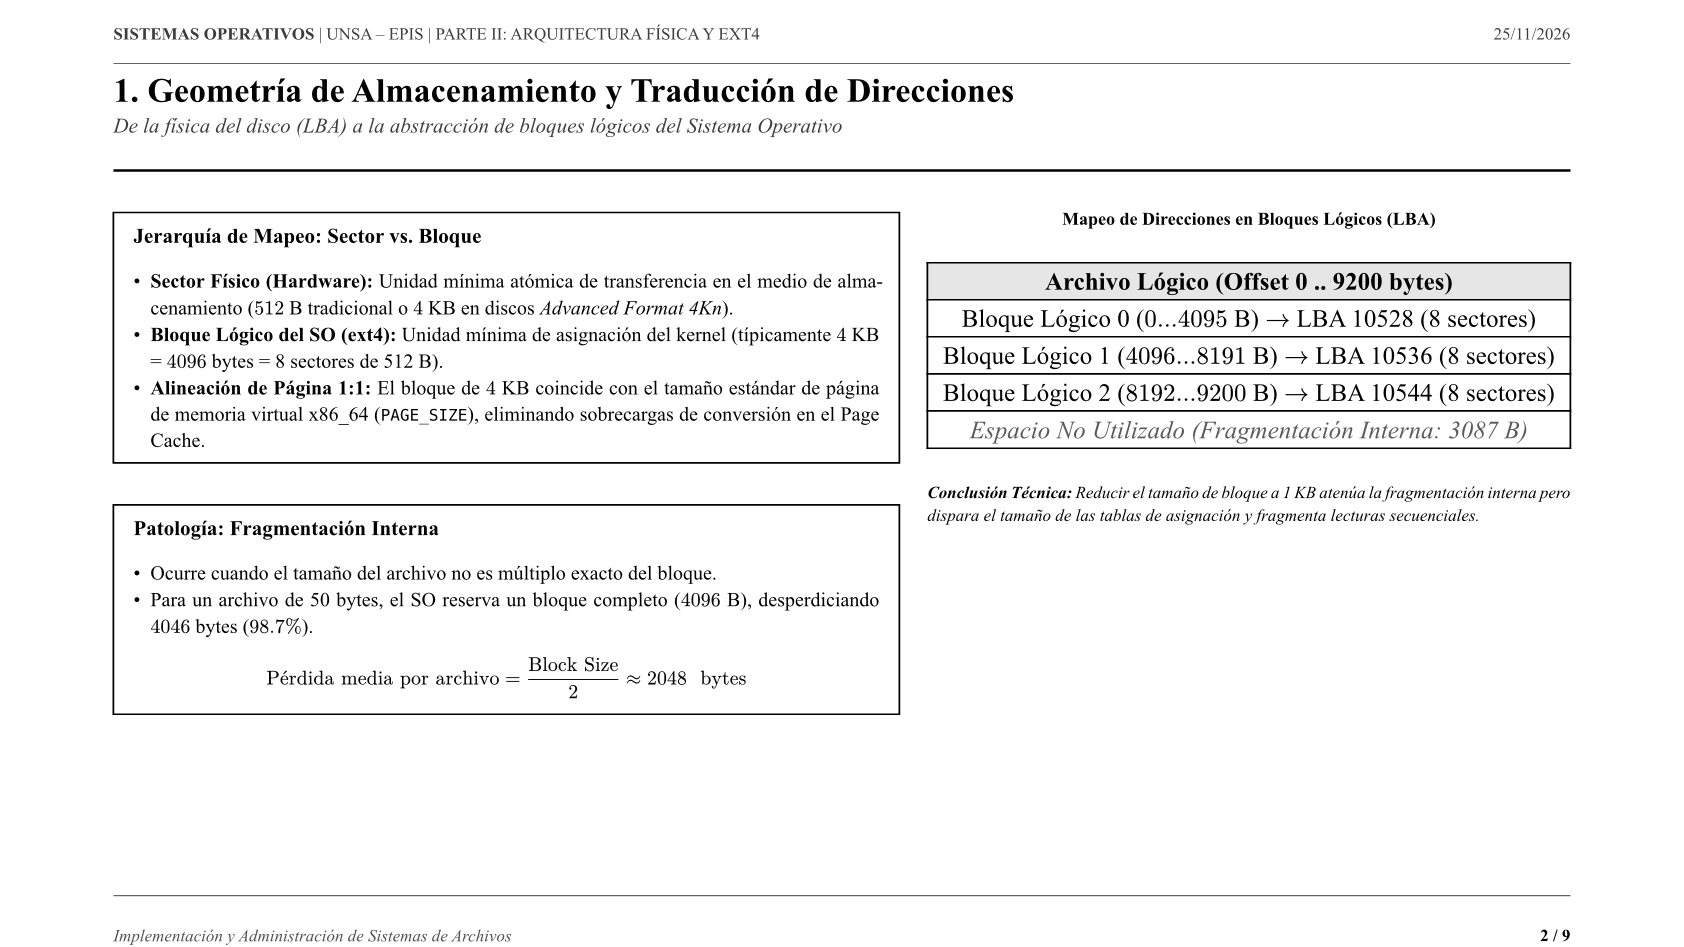 SISTEMAS OPERATIVOS | UNSA – EPIS | PARTE II: ARQUITECTURA FÍSICA Y EXT4
25/11/2026
1. Geometría de Almacenamiento y Traducción de Direcciones
De la física del disco (LBA) a la abstracción de bloques lógicos del Sistema Operativo
Jerarquía de Mapeo: Sector vs. Bloque
• Sector Físico (Hardware): Unidad mínima atómica de transferencia en el medio de alma-
cenamiento (512 B tradicional o 4 KB en discos Advanced Format 4Kn).
• Bloque Lógico del SO (ext4): Unidad mínima de asignación del kernel (típicamente 4 KB
= 4096 bytes = 8 sectores de 512 B).
• Alineación de Página 1:1: El bloque de 4 KB coincide con el tamaño estándar de página
de memoria virtual x86_64 (PAGE_SIZE), eliminando sobrecargas de conversión en el Page
Cache.
Patología: Fragmentación Interna
• Ocurre cuando el tamaño del archivo no es múltiplo exacto del bloque.
• Para un archivo de 50 bytes, el SO reserva un bloque completo (4096 B), desperdiciando
4046 bytes (98.7%).
Pérdida media por archivo = Block Size / 2 ≈ 2048 bytes
Mapeo de Direcciones en Bloques Lógicos (LBA)
Archivo Lógico (Offset 0 .. 9200 bytes)
Bloque Lógico 0 (0…4095 B) → LBA 10528 (8 sectores)
Bloque Lógico 1 (4096…8191 B) → LBA 10536 (8 sectores)
Bloque Lógico 2 (8192…9200 B) → LBA 10544 (8 sectores)
Espacio No Utilizado (Fragmentación Interna: 3087 B)
Conclusión Técnica: Reducir el tamaño de bloque a 1 KB atenúa la fragmentación interna pero
dispara el tamaño de las tablas de asignación y fragmenta lecturas secuenciales.
Implementación y Administración de Sistemas de Archivos
2 / 9